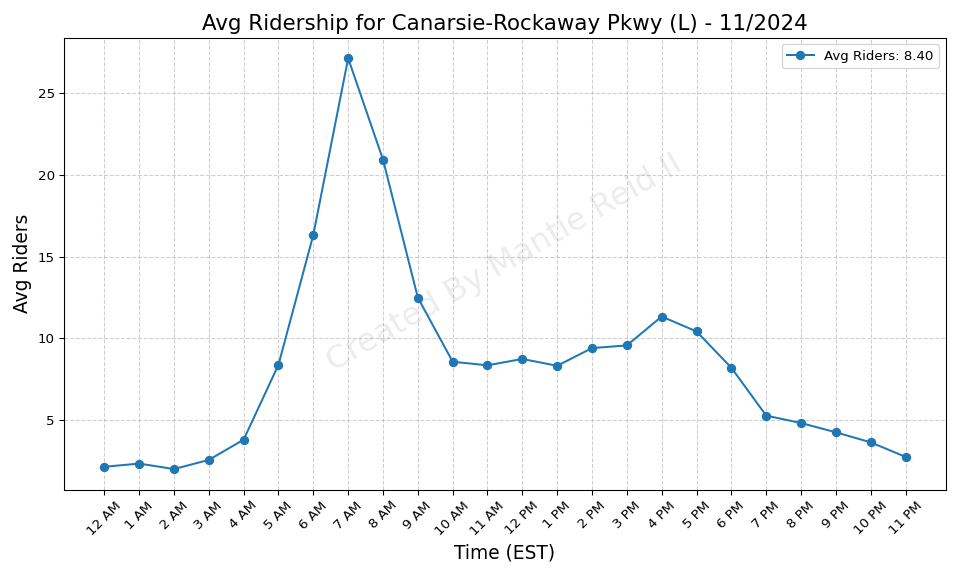 Avg Ridership for Canarsie-Rockaway Pkwy (L) - 11/2024
Avg Riders: 8.40
25
20
15
10
5
Avg Riders
Created By Mantle Reid II
12 AM
1 AM
2 AM
3 AM
4 AM
5 AM
6 AM
7 AM
8 AM
9 AM
10 AM
11 AM
12 PM
1 PM
2 PM
3 PM
4 PM
5 PM
6 PM
7 PM
8 PM
9 PM
10 PM
11 PM
Time (EST)